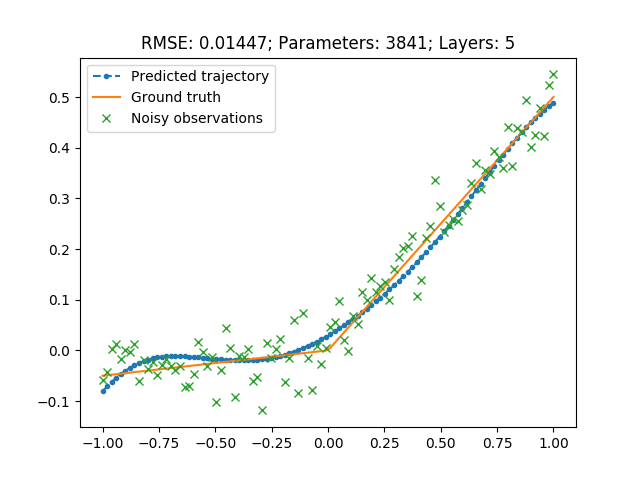 RMSE: 0.01447; Parameters: 3841; Layers: 5
Predicted trajectory
Ground truth
Noisy observations
0.5
0.4
0.3
0.2
0.1
0.0
−0.1
−1.00 −0.75 −0.50 −0.25 0.00 0.25 0.50 0.75 1.00